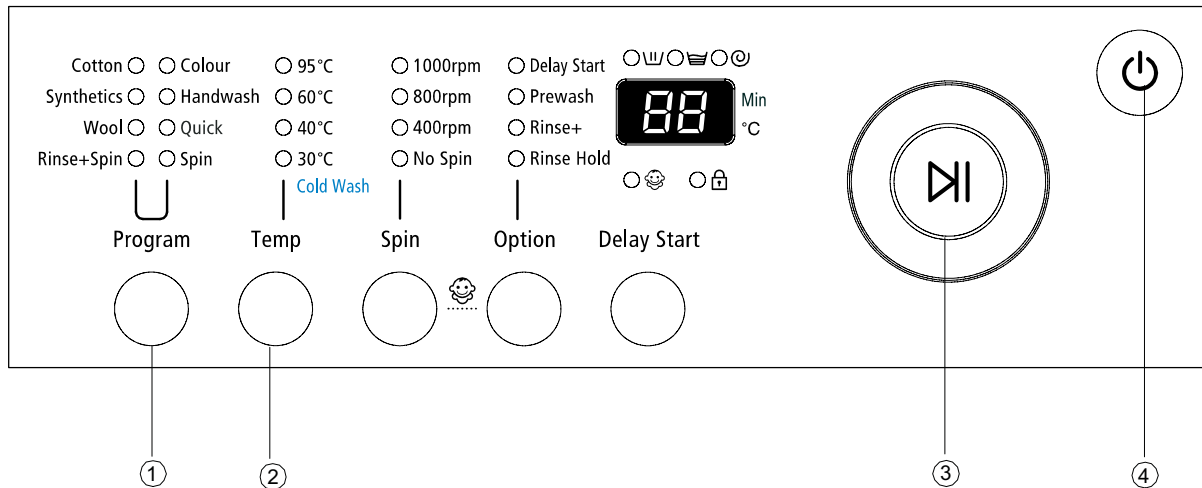 Cotton Colour 95°C 1000rpm Delay Start
Synthetics Handwash 60°C 800rpm Prewash 88 Min
Wool Quick 40°C 400rpm Rinse+ °C
Rinse+Spin Spin 30°C No Spin Rinse Hold
Cold Wash
Program Temp Spin Option Delay Start
1 2 3 4